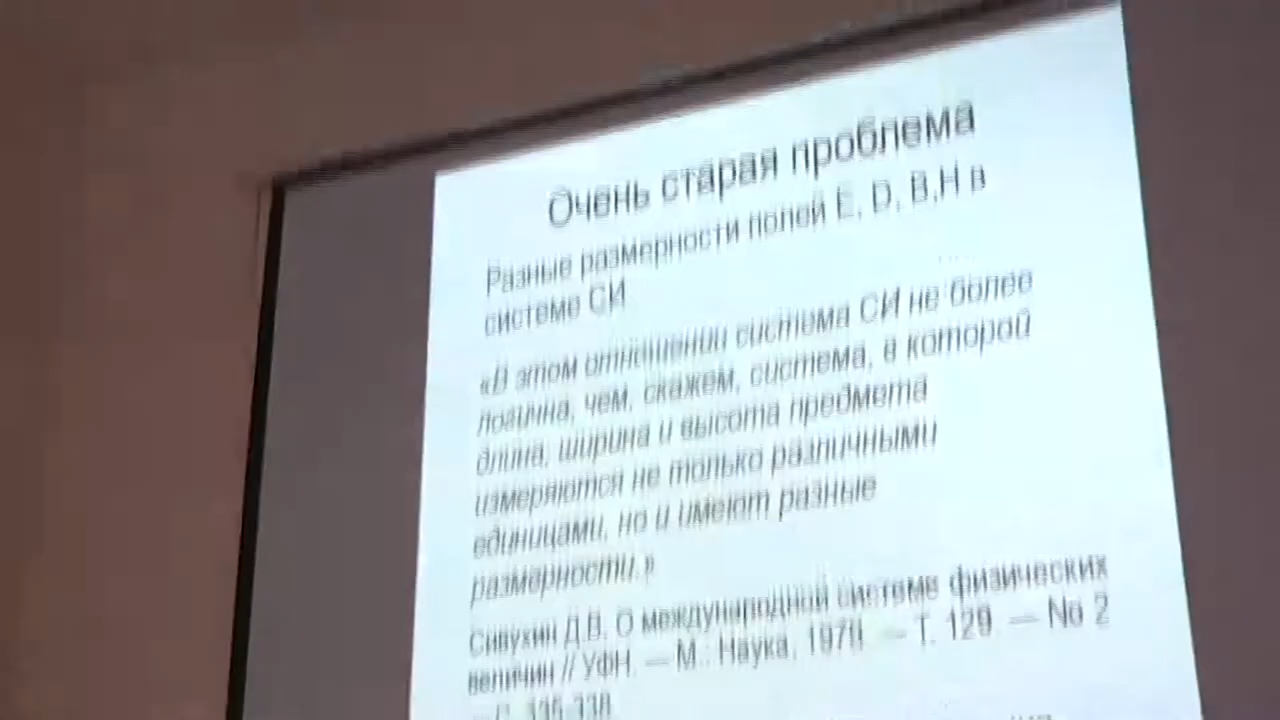 Очень старая проблема
Разные размерности полей E, D, B,H в
системе СИ
«В этом отношении система СИ не более
логична, чем, скажем, система, в которой
длина, ширина и высота предмета
измеряются не только различными
единицами, но и имеют разные
размерности.»
Сивухин Д.В. О международной системе физических
величин // УФН. — М.: Наука, 1979. — Т. 129. — No 2
— С. 335-338.